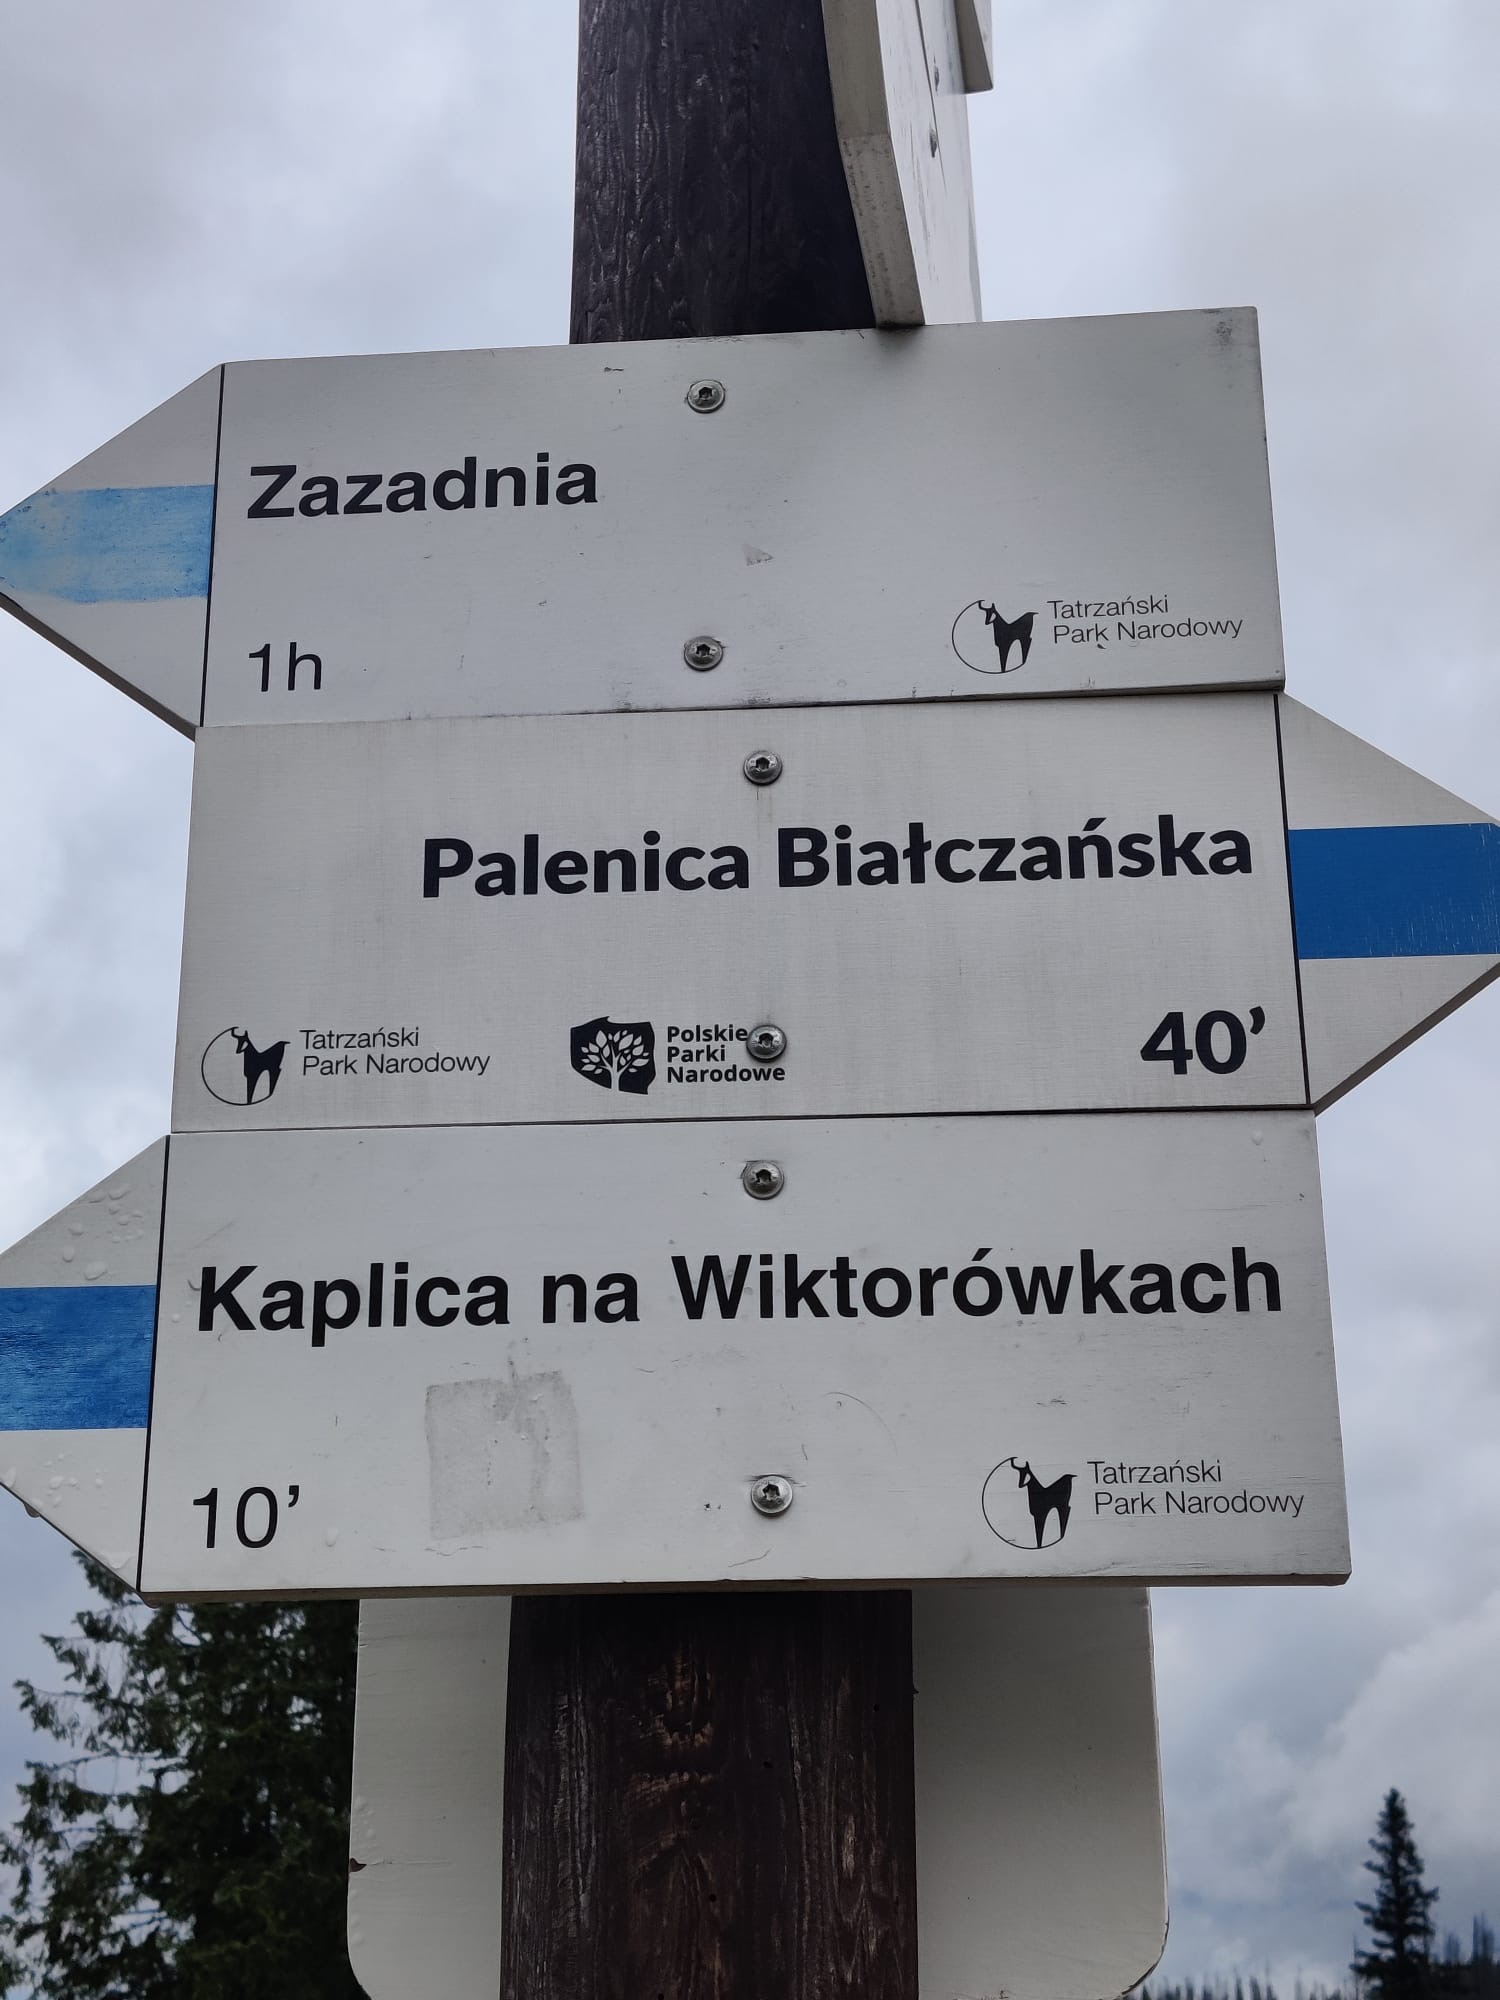 Zazadnia
1h
Tatrzański
Park Narodowy
Palenica Białczańska
Tatrzański
Park Narodowy
Polskie
Parki
Narodowe
40’
Kaplica na Wiktorówkach
10’
Tatrzański
Park Narodowy